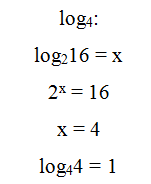 log₄:
log₂16 = x
2ˣ = 16
x = 4
log₄4 = 1